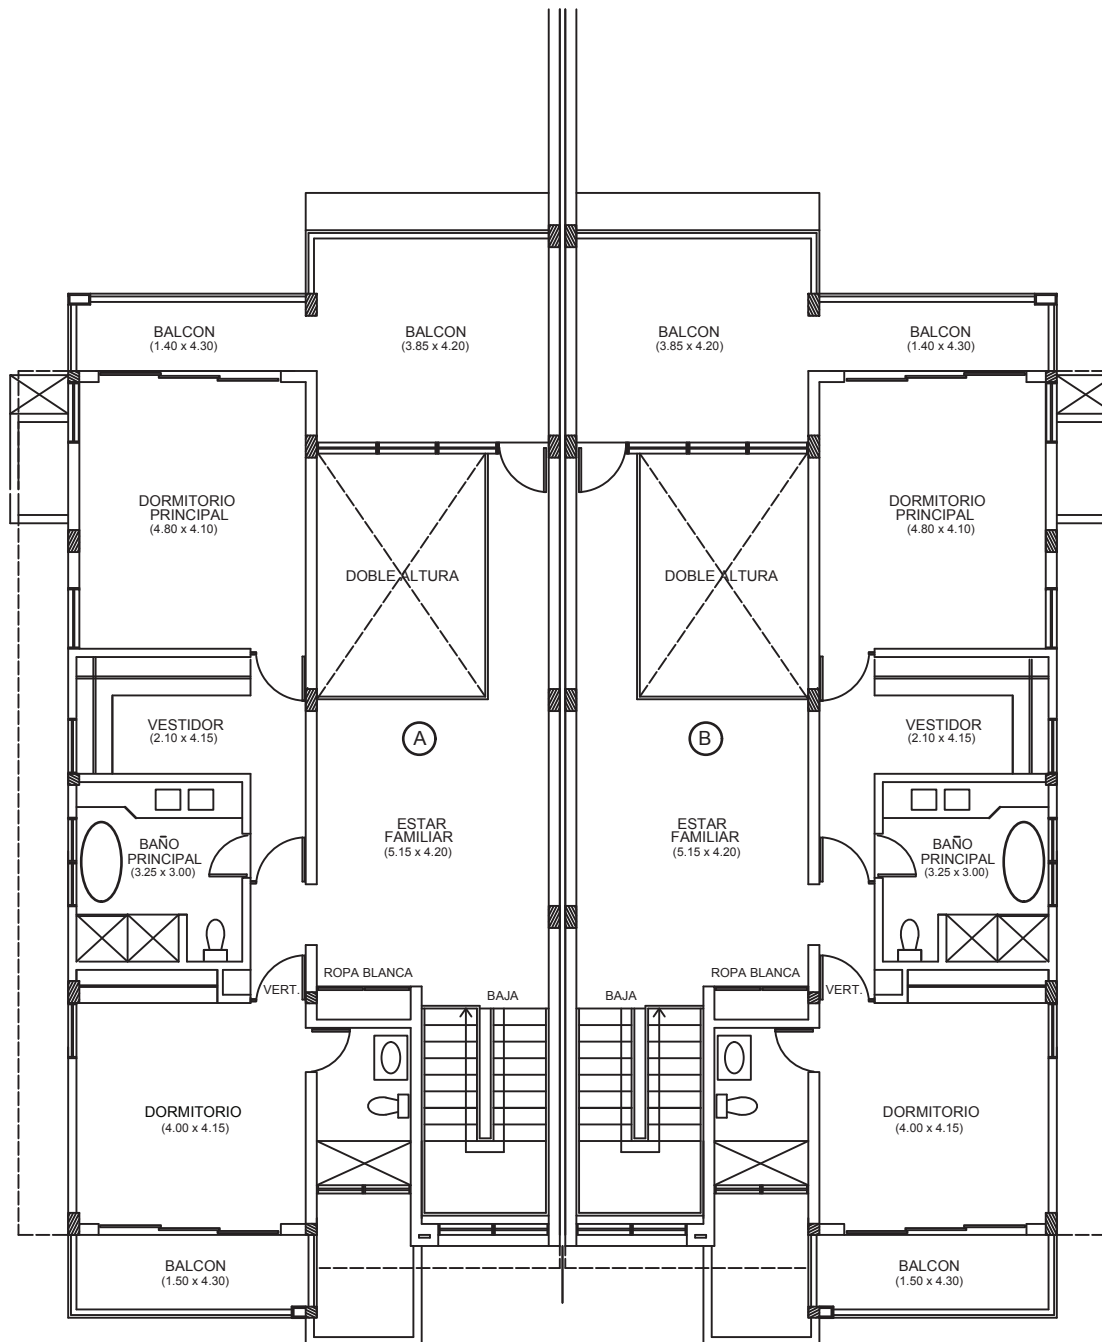 BALCON
(1.40 x 4.30)
BALCON
(3.85 x 4.20)
BALCON
(3.85 x 4.20)
BALCON
(1.40 x 4.30)
DORMITORIO
PRINCIPAL
(4.80 x 4.10)
DOBLE ALTURA
DOBLE ALTURA
DORMITORIO
PRINCIPAL
(4.80 x 4.10)
VESTIDOR
(2.10 x 4.15)
A
B
VESTIDOR
(2.10 x 4.15)
BAÑO
PRINCIPAL
(3.25 x 3.00)
ESTAR
FAMILIAR
(5.15 x 4.20)
ESTAR
FAMILIAR
(5.15 x 4.20)
BAÑO
PRINCIPAL
(3.25 x 3.00)
VERT.
ROPA BLANCA
BAJA
BAJA
ROPA BLANCA
VERT.
DORMITORIO
(4.00 x 4.15)
DORMITORIO
(4.00 x 4.15)
BALCON
(1.50 x 4.30)
BALCON
(1.50 x 4.30)